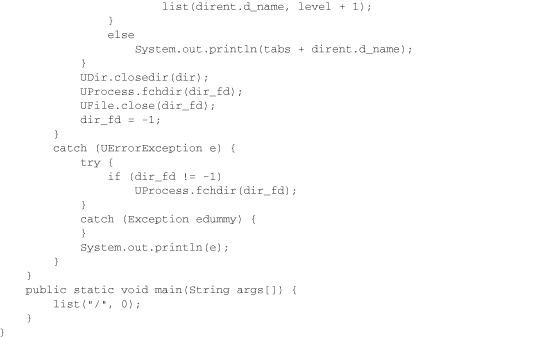 list(dirent.d_name, level + 1);
                }
                else
                    System.out.println(tabs + dirent.d_name);
            }
            UDir.closedir(dir);
            UProcess.fchdir(dir_fd);
            UFile.close(dir_fd);
            dir_fd = -1;
        }
        catch (UErrorException e) {
            try {
                if (dir_fd != -1)
                    UProcess.fchdir(dir_fd);
            }
            catch (Exception edummy) {
            }
            System.out.println(e);
        }
    }
    public static void main(String args[]) {
        list("/", 0);
    }
}